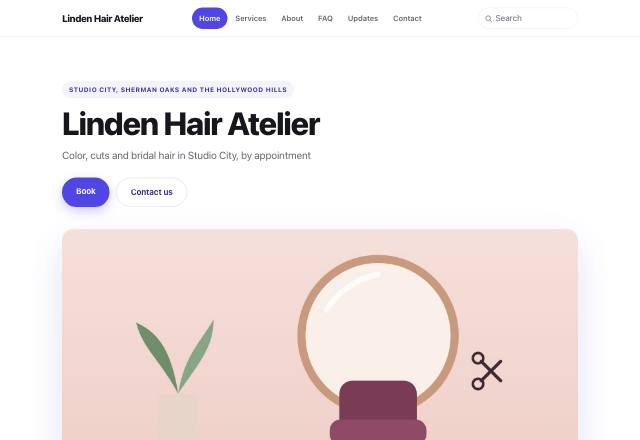 Linden Hair Atelier
Home
Services
About
FAQ
Updates
Contact
Search
STUDIO CITY, SHERMAN OAKS AND THE HOLLYWOOD HILLS
Linden Hair Atelier
Color, cuts and bridal hair in Studio City, by appointment
Book
Contact us